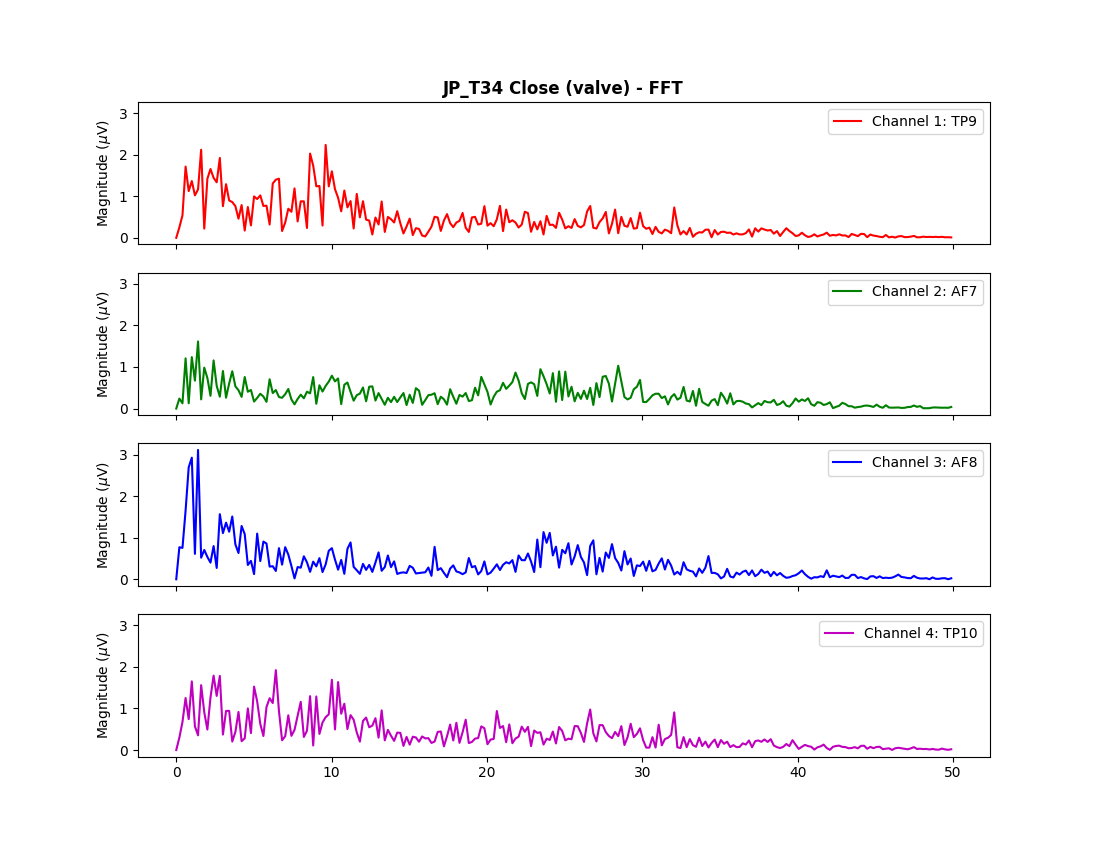 JP_T34 Close (valve) - FFT
3
2
1
0
Magnitude (μV)
Channel 1: TP9
3
2
1
0
Magnitude (μV)
Channel 2: AF7
3
2
1
0
Magnitude (μV)
Channel 3: AF8
3
2
1
0
Magnitude (μV)
Channel 4: TP10
0 10 20 30 40 50